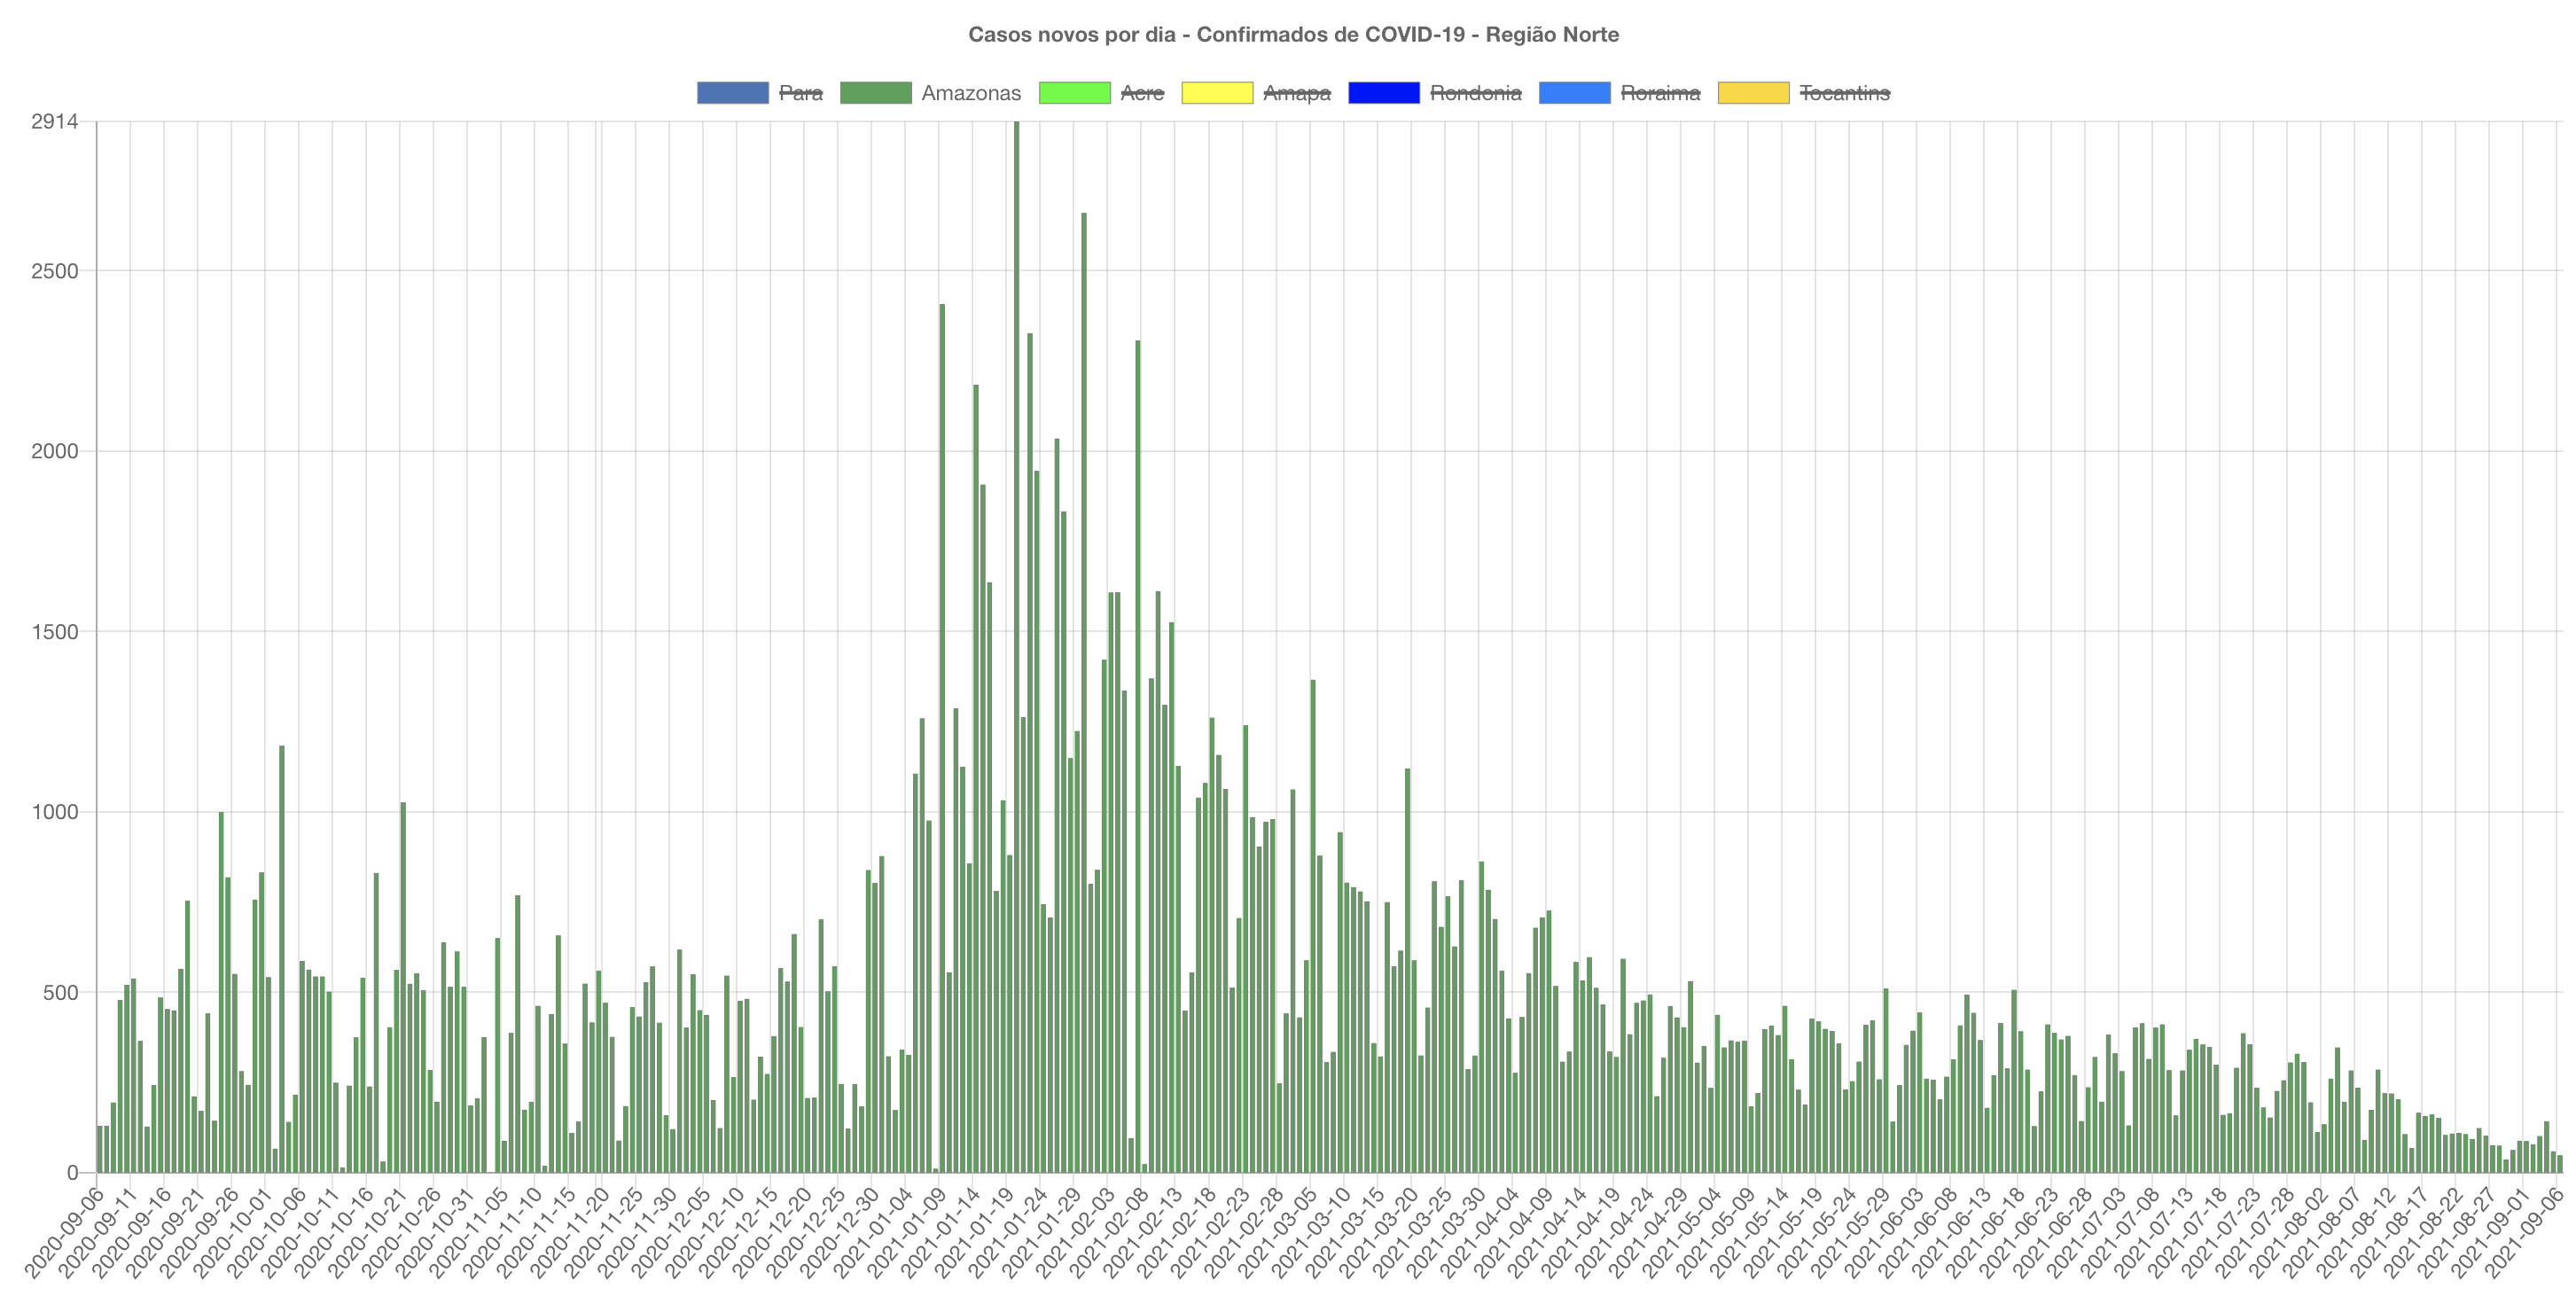 Casos novos por dia - Confirmados de COVID-19 - Região Norte
Para Amazonas Acre Amapa Rondonia Roraima Tocantins
2914
2500
2000
1500
1000
500
0
2020-09-06 2020-09-11 2020-09-16 2020-09-21 2020-09-26 2020-10-01 2020-10-06 2020-10-11 2020-10-16 2020-10-21 2020-10-26 2020-10-31 2020-11-05 2020-11-10 2020-11-15 2020-11-20 2020-11-25 2020-11-30 2020-12-05 2020-12-10 2020-12-15 2020-12-20 2020-12-25 2020-12-30 2021-01-04 2021-01-09 2021-01-14 2021-01-19 2021-01-24 2021-01-29 2021-02-03 2021-02-08 2021-02-13 2021-02-18 2021-02-23 2021-02-28 2021-03-05 2021-03-10 2021-03-15 2021-03-20 2021-03-25 2021-03-30 2021-04-04 2021-04-09 2021-04-14 2021-04-19 2021-04-24 2021-04-29 2021-05-04 2021-05-09 2021-05-14 2021-05-19 2021-05-24 2021-05-29 2021-06-03 2021-06-08 2021-06-13 2021-06-18 2021-06-23 2021-06-28 2021-07-03 2021-07-08 2021-07-13 2021-07-18 2021-07-23 2021-07-28 2021-08-02 2021-08-07 2021-08-12 2021-08-17 2021-08-22 2021-08-27 2021-09-01 2021-09-06